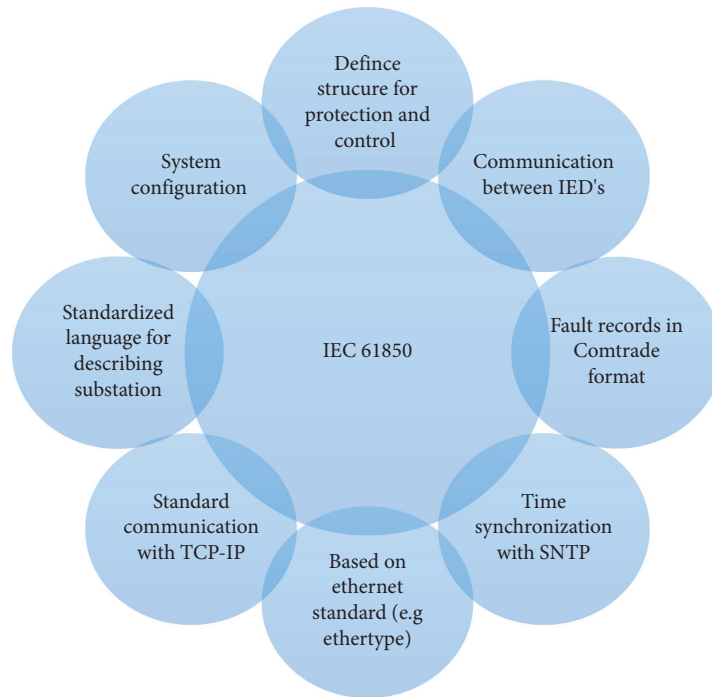 Defince
strucure for
protection and
control
System
configuration
Communication
between IED's
Standardized
language for
describing
substation
IEC 61850
Fault records in
Comtrade
format
Standard
communication
with TCP-IP
Time
synchronization
with SNTP
Based on
ethernet
standard (e.g
ethertype)